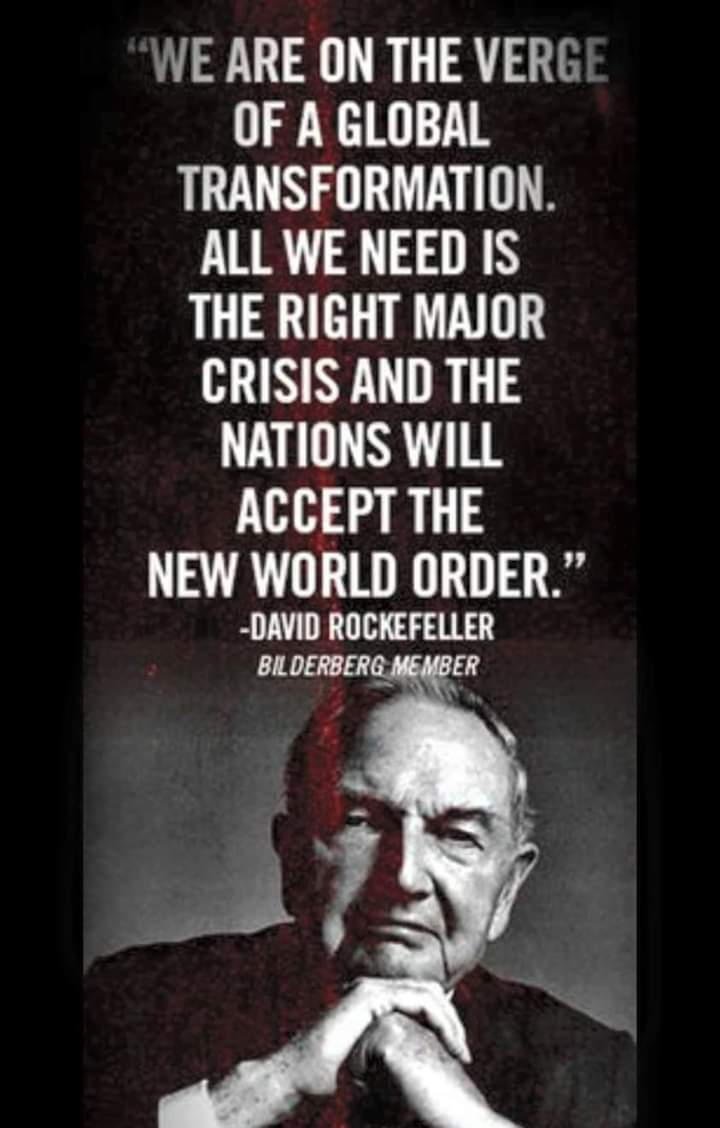 “WE ARE ON THE VERGE
OF A GLOBAL
TRANSFORMATION.
ALL WE NEED IS
THE RIGHT MAJOR
CRISIS AND THE
NATIONS WILL
ACCEPT THE
NEW WORLD ORDER.”
-DAVID ROCKEFELLER
BILDERBERG MEMBER